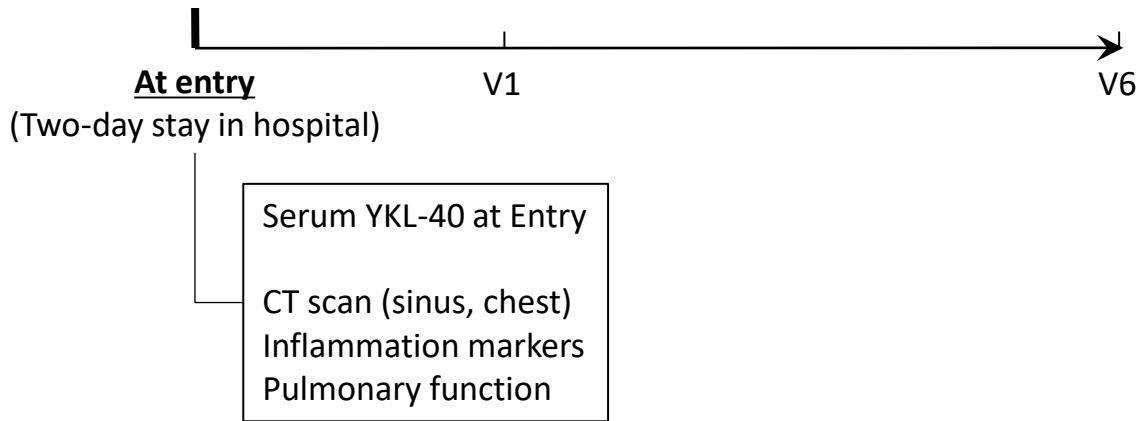 At entry
V1
V6
(Two-day stay in hospital)
Serum YKL-40 at Entry
CT scan (sinus, chest)
Inflammation markers
Pulmonary function